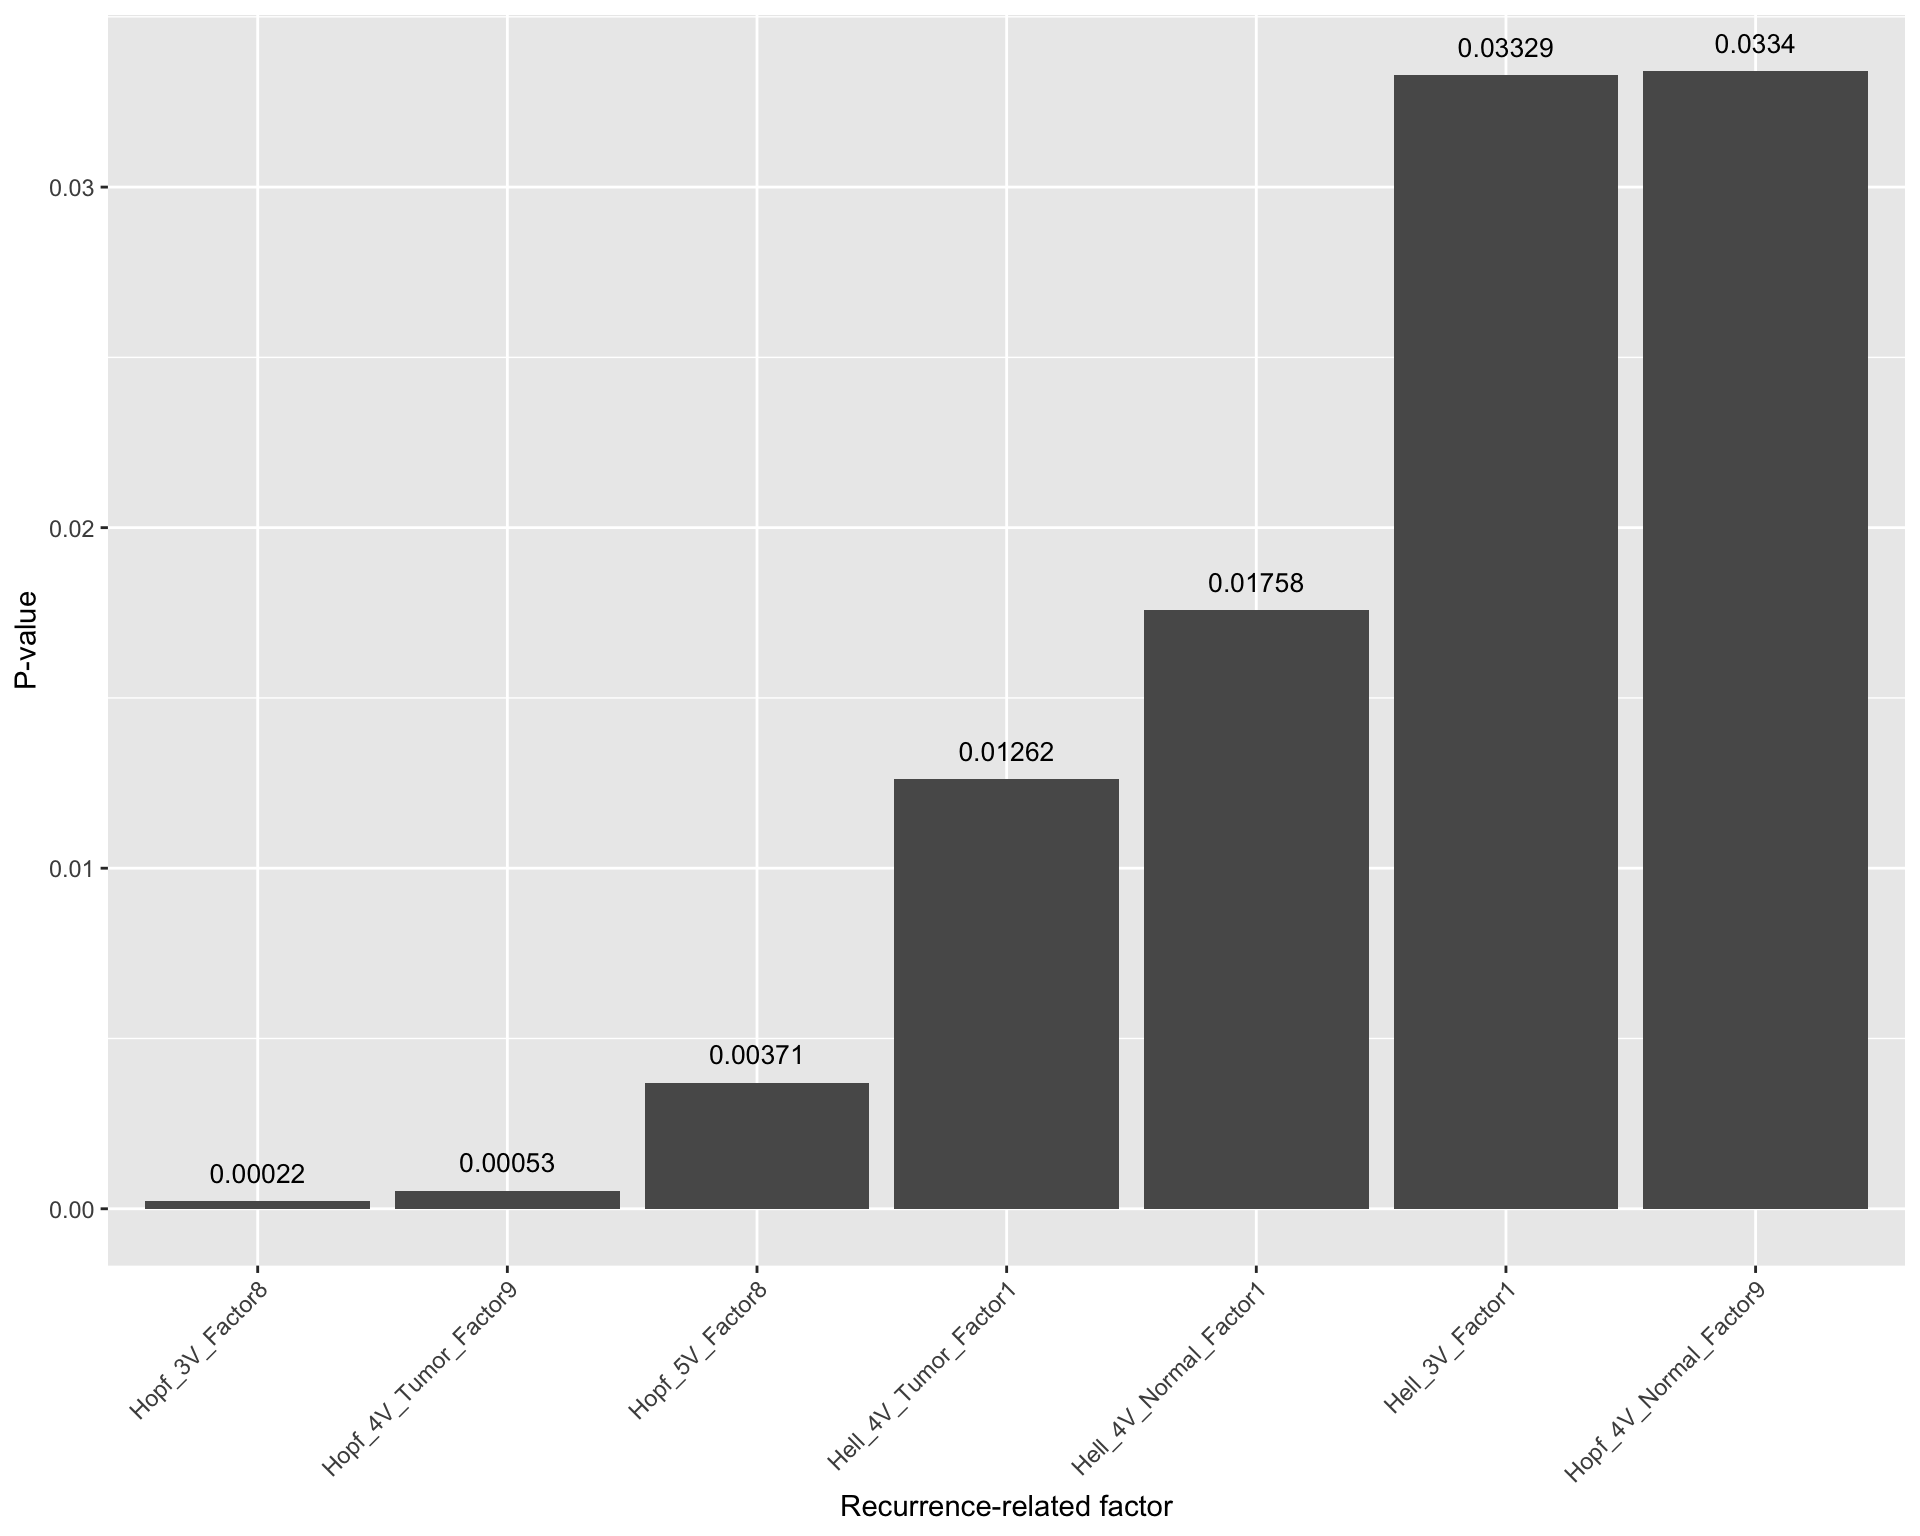 0.03329
0.0334
0.03
0.02
0.01758
P-value
0.01262
0.01
0.00371
0.00022
0.00053
0.00
Hopf_3V_Factor8
Hopf_4V_Tumor_Factor9
Hopf_5V_Factor8
Hell_4V_Tumor_Factor1
Hell_4V_Normal_Factor1
Hell_3V_Factor1
Hopf_4V_Normal_Factor9
Recurrence-related factor